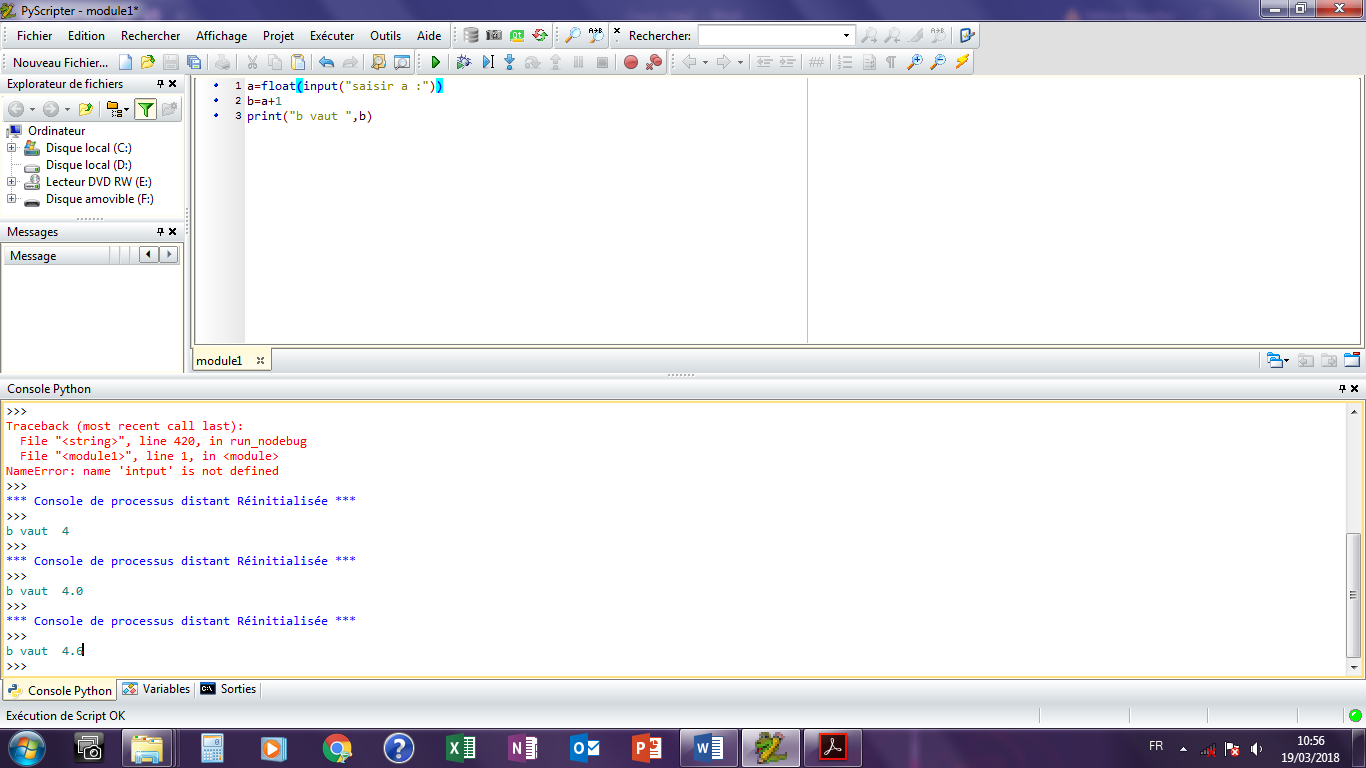 PyScripter - module1*
Fichier Edition Rechercher Affichage Projet Exécuter Outils Aide Rechercher:
Nouveau Fichier...
Explorateur de fichiers
Ordinateur
Disque local (C:)
Disque local (D:)
Lecteur DVD RW (E:)
Disque amovible (F:)
Messages
Message
1 a=float(input("saisir a :"))
2 b=a+1
3 print("b vaut ",b)
module1
Console Python
>>>
Traceback (most recent call last):
File "<string>", line 420, in run_nodebug
File "<module1>", line 1, in <module>
NameError: name 'intput' is not defined
>>>
*** Console de processus distant Réinitialisée ***
>>>
b vaut  4
>>>
*** Console de processus distant Réinitialisée ***
>>>
b vaut  4.0
>>>
*** Console de processus distant Réinitialisée ***
>>>
b vaut  4.6
>>>
Console Python Variables Sorties
Exécution de Script OK
FR
10:56
19/03/2018